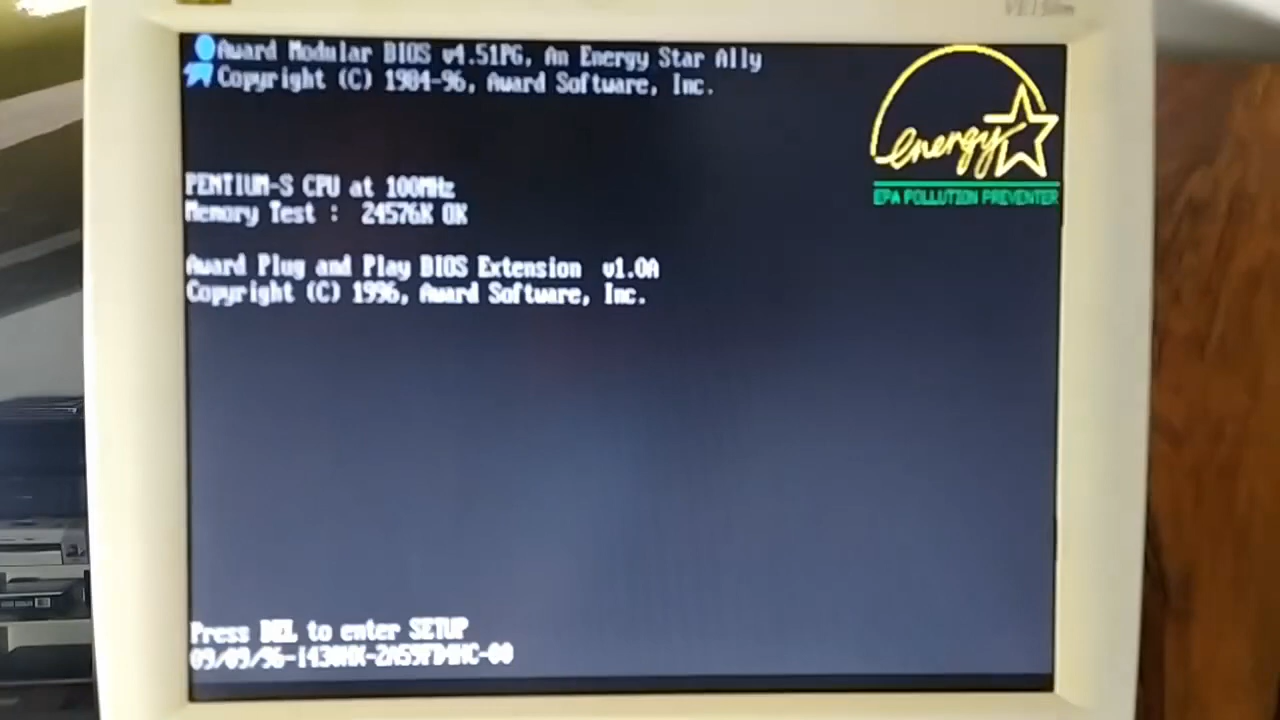 Award Modular BIOS v4.51PG, An Energy Star Ally
Copyright (C) 1984-96, Award Software, Inc.
energy
EPA POLLUTION PREVENTER
PENTIUM-S CPU at 100MHz
Memory Test : 24576K OK
Award Plug and Play BIOS Extension v1.0A
Copyright (C) 1996, Award Software, Inc.
Press DEL to enter SETUP